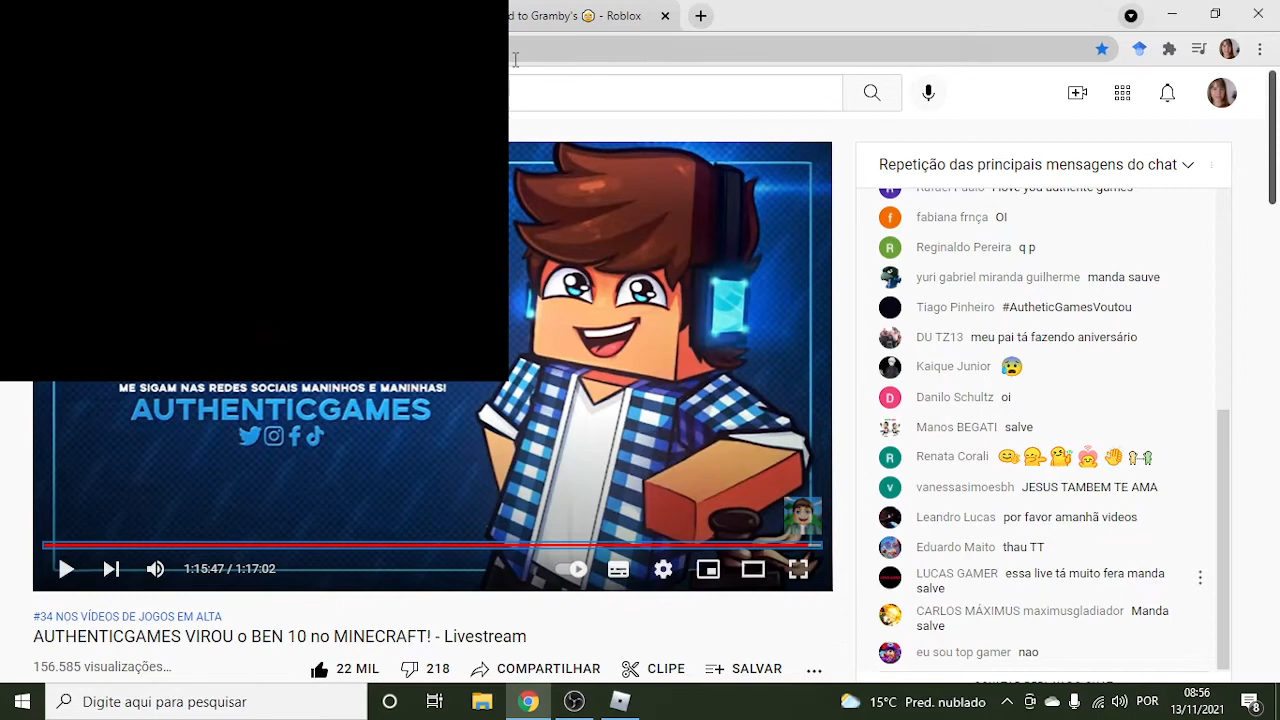 d to Gramby's 🤕 - Roblox
Repetição das principais mensagens do chat
fabiana frnça OI
Reginaldo Pereira q p
yuri gabriel miranda guilherme manda sauve
Tiago Pinheiro #AutheticGamesVoutou
DU TZ13 meu pai tá fazendo aniversário
Kaique Junior 😰
Danilo Schultz oi
Manos BEGATI salve
Renata Corali
vanessasimoesbh JESUS TAMBEM TE AMA
Leandro Lucas por favor amanhã videos
Eduardo Maito thau TT
LUCAS GAMER essa live tá muito fera manda
salve
CARLOS MÁXIMUS maximusgladiador Manda
salve
eu sou top gamer nao
ME SIGAM NAS REDES SOCIAIS MANINHOS E MANINHAS!
AUTHENTICGAMES
1:15:47 / 1:17:02
#34 NOS VÍDEOS DE JOGOS EM ALTA
AUTHENTICGAMES VIROU o BEN 10 no MINECRAFT! - Livestream
156.585 visualizações...
22 MIL
218
COMPARTILHAR
CLIPE
SALVAR
Digite aqui para pesquisar
15°C Pred. nublado
POR
08:56
13/11/2021
8